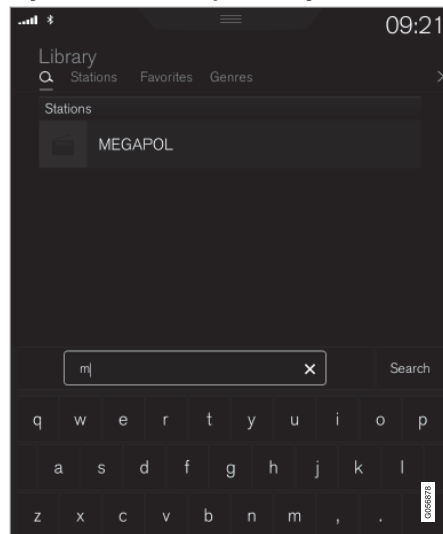 09:21
Library
Stations Favorites Genres
Stations
MEGAPOL
m
Search
q w e r t y u i o p
a s d f g h j k l
z x c v b n m , .
G056878